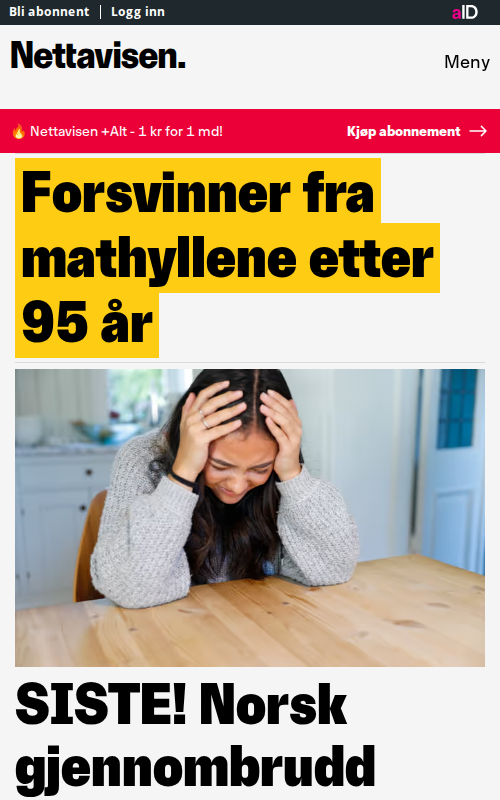 Bli abonnent | Logg inn
aID
Nettavisen.
Meny
🔥 Nettavisen +Alt - 1 kr for 1 md!
Kjøp abonnement →
Forsvinner fra
mathyllene etter
95 år
SISTE! Norsk
gjennombrudd